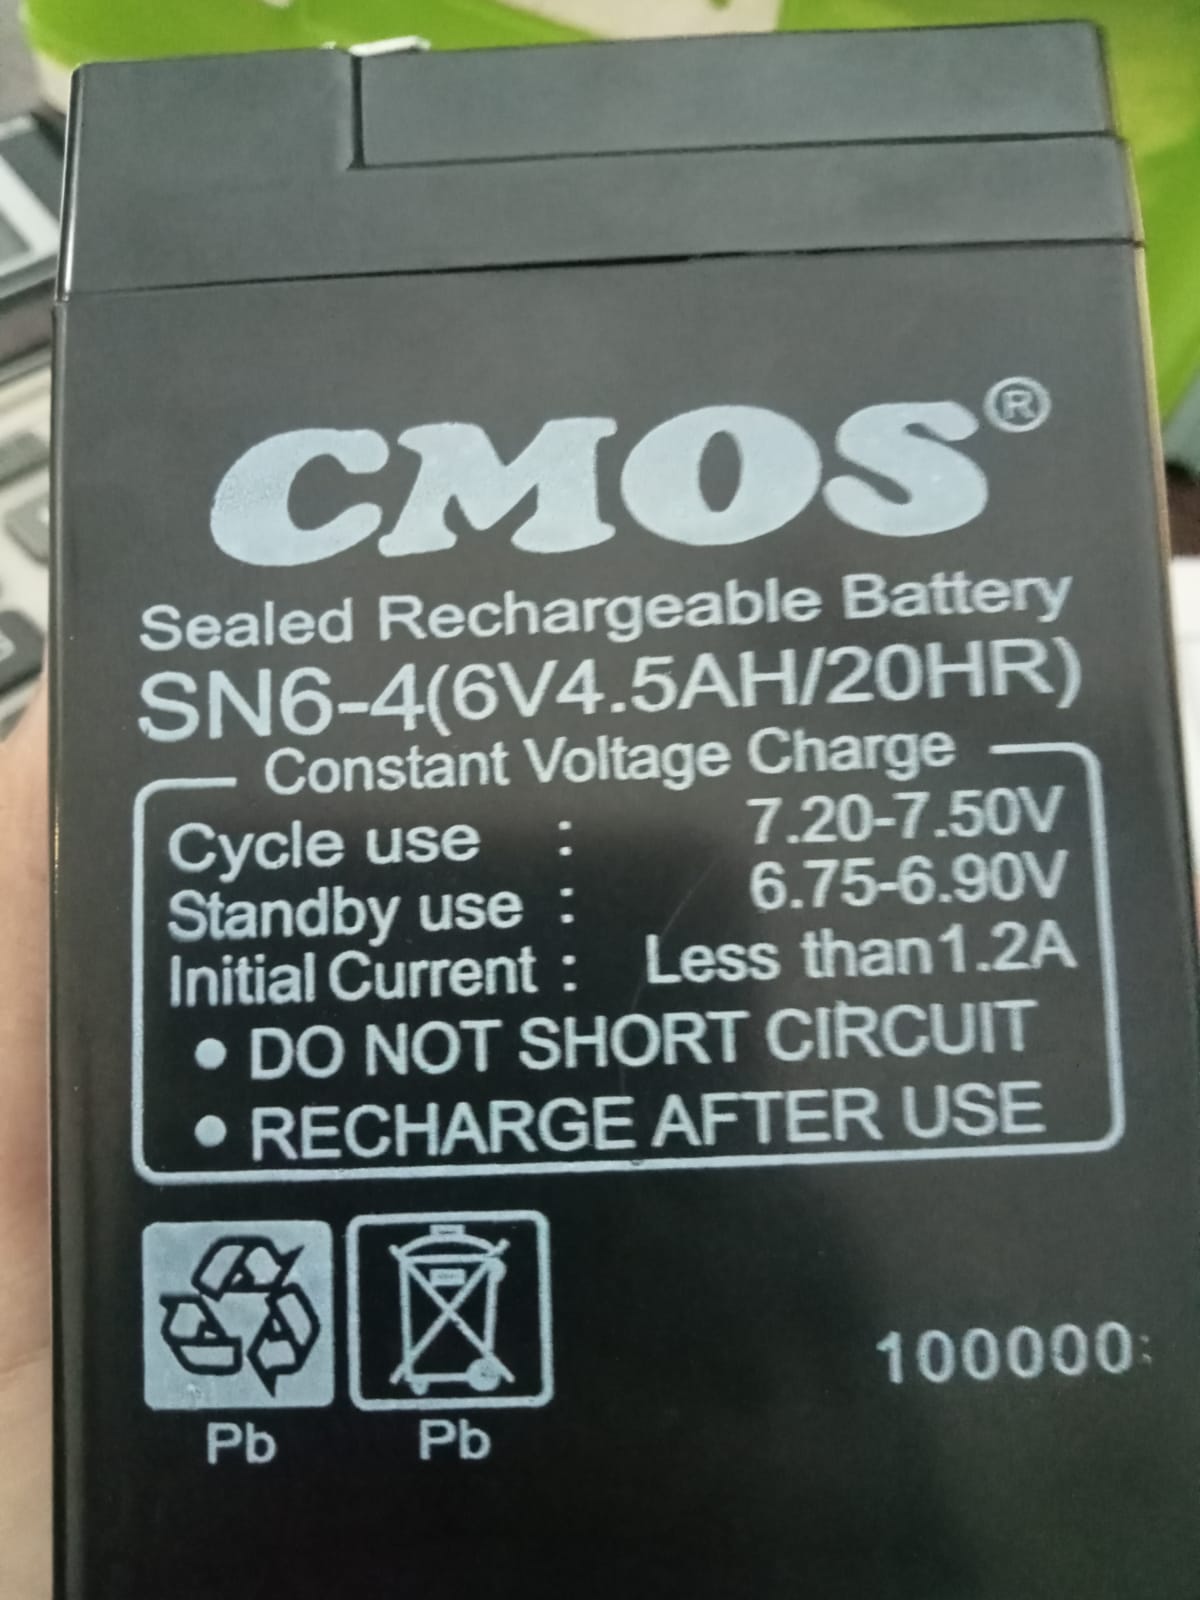 CMOS®
Sealed Rechargeable Battery
SN6-4(6V4.5AH/20HR)
Constant Voltage Charge
Cycle use : 7.20-7.50V
Standby use : 6.75-6.90V
Initial Current : Less than 1.2A
• DO NOT SHORT CIRCUIT
• RECHARGE AFTER USE
Pb Pb
100000